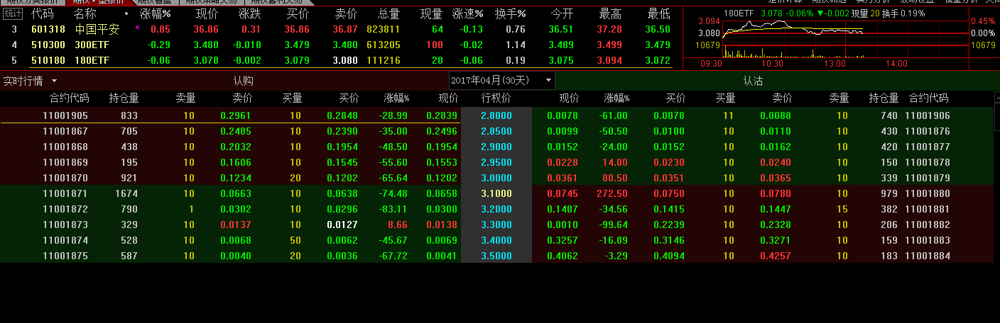 统计 代码 名称 • 涨幅% 现价 涨跌 买价 卖价 总量 现量 涨速% 换手% 今开 最高 最低
3 601318 中国平安 × 0.85 36.86 0.31 36.86 36.87 823811 64 -0.13 0.76 36.51 37.28 36.50
4 510300 300ETF -0.29 3.480 -0.010 3.479 3.480 613205 100 -0.02 1.14 3.489 3.499 3.479
5 510180 180ETF -0.06 3.078 -0.002 3.079 3.080 111216 20 -0.06 0.19 3.075 3.094 3.072
180ETF 3.078 -0.06% ▼-0.002 现量 20 换手 0.19%
3.094 0.45%
3.080 0.00%
10679 10679
09:30 10:30 13:00 14:00
实时行情 认购 2017年04月(30天) 认沽
合约代码 持仓量 卖量 卖价 买量 买价 涨幅% 现价 行权价 现价 涨幅% 买价 买量 卖价 卖量 持仓量 合约代码
11001905 833 10 0.2961 10 0.2848 -28.99 0.2839 2.8000 0.0078 -61.00 0.0078 11 0.0088 10 740 11001906
11001867 705 10 0.2485 10 0.2390 -35.00 0.2496 2.8500 0.0099 -50.50 0.0100 10 0.0110 10 430 11001876
11001868 438 10 0.2032 10 0.1954 -48.50 0.1954 2.9000 0.0152 -24.00 0.0152 10 0.0162 10 420 11001877
11001869 195 10 0.1606 10 0.1545 -55.60 0.1553 2.9500 0.0228 14.00 0.0230 10 0.0240 10 150 11001878
11001870 921 10 0.1234 20 0.1202 -65.64 0.1202 3.0000 0.0361 80.50 0.0351 10 0.0365 10 339 11001879
11001871 1674 10 0.0663 10 0.0638 -74.48 0.0658 3.1000 0.0745 272.50 0.0750 10 0.0780 10 979 11001880
11001872 790 1 0.0302 10 0.0296 -83.11 0.0300 3.2000 0.1407 -34.56 0.1415 10 0.1447 15 382 11001881
11001873 329 10 0.0137 10 0.0127 8.66 0.0138 3.3000 0.0010 -99.64 0.2239 10 0.2328 10 206 11001882
11001874 528 10 0.0068 50 0.0062 -45.67 0.0069 3.4000 0.3257 -16.89 0.3146 10 0.3271 10 159 11001883
11001875 587 10 0.0040 20 0.0036 -67.72 0.0041 3.5000 0.4062 -3.29 0.4094 10 0.4257 10 183 11001884